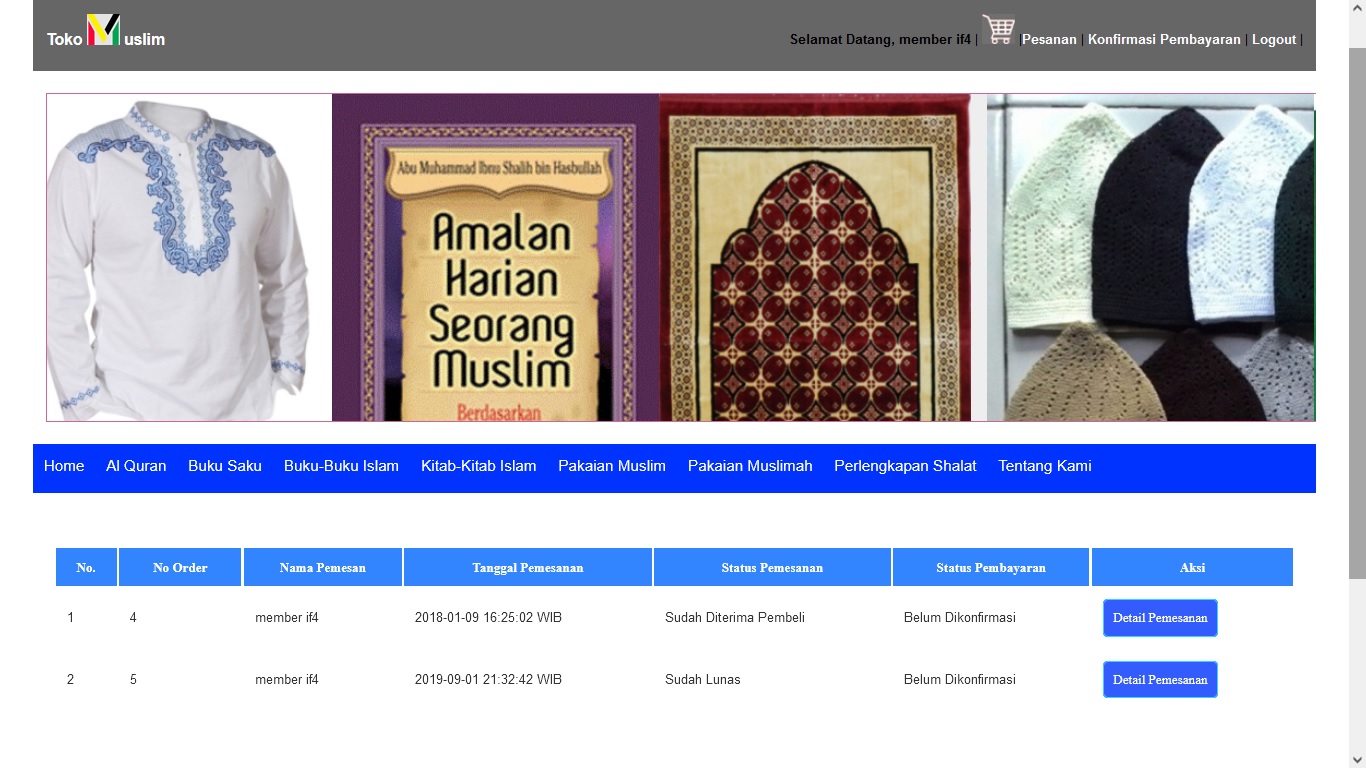 Toko Muslim
Selamat Datang, member if4 | |Pesanan | Konfirmasi Pembayaran | Logout |
Abu Muhammad Ibnu Shalih bin Hasbullah
Amalan
Harian
Seorang
Muslim
Berdasarkan
Home Al Quran Buku Saku Buku-Buku Islam Kitab-Kitab Islam Pakaian Muslim Pakaian Muslimah Perlengkapan Shalat Tentang Kami
No. No Order Nama Pemesan Tanggal Pemesanan Status Pemesanan Status Pembayaran Aksi
1 4 member if4 2018-01-09 16:25:02 WIB Sudah Diterima Pembeli Belum Dikonfirmasi Detail Pemesanan
2 5 member if4 2019-09-01 21:32:42 WIB Sudah Lunas Belum Dikonfirmasi Detail Pemesanan